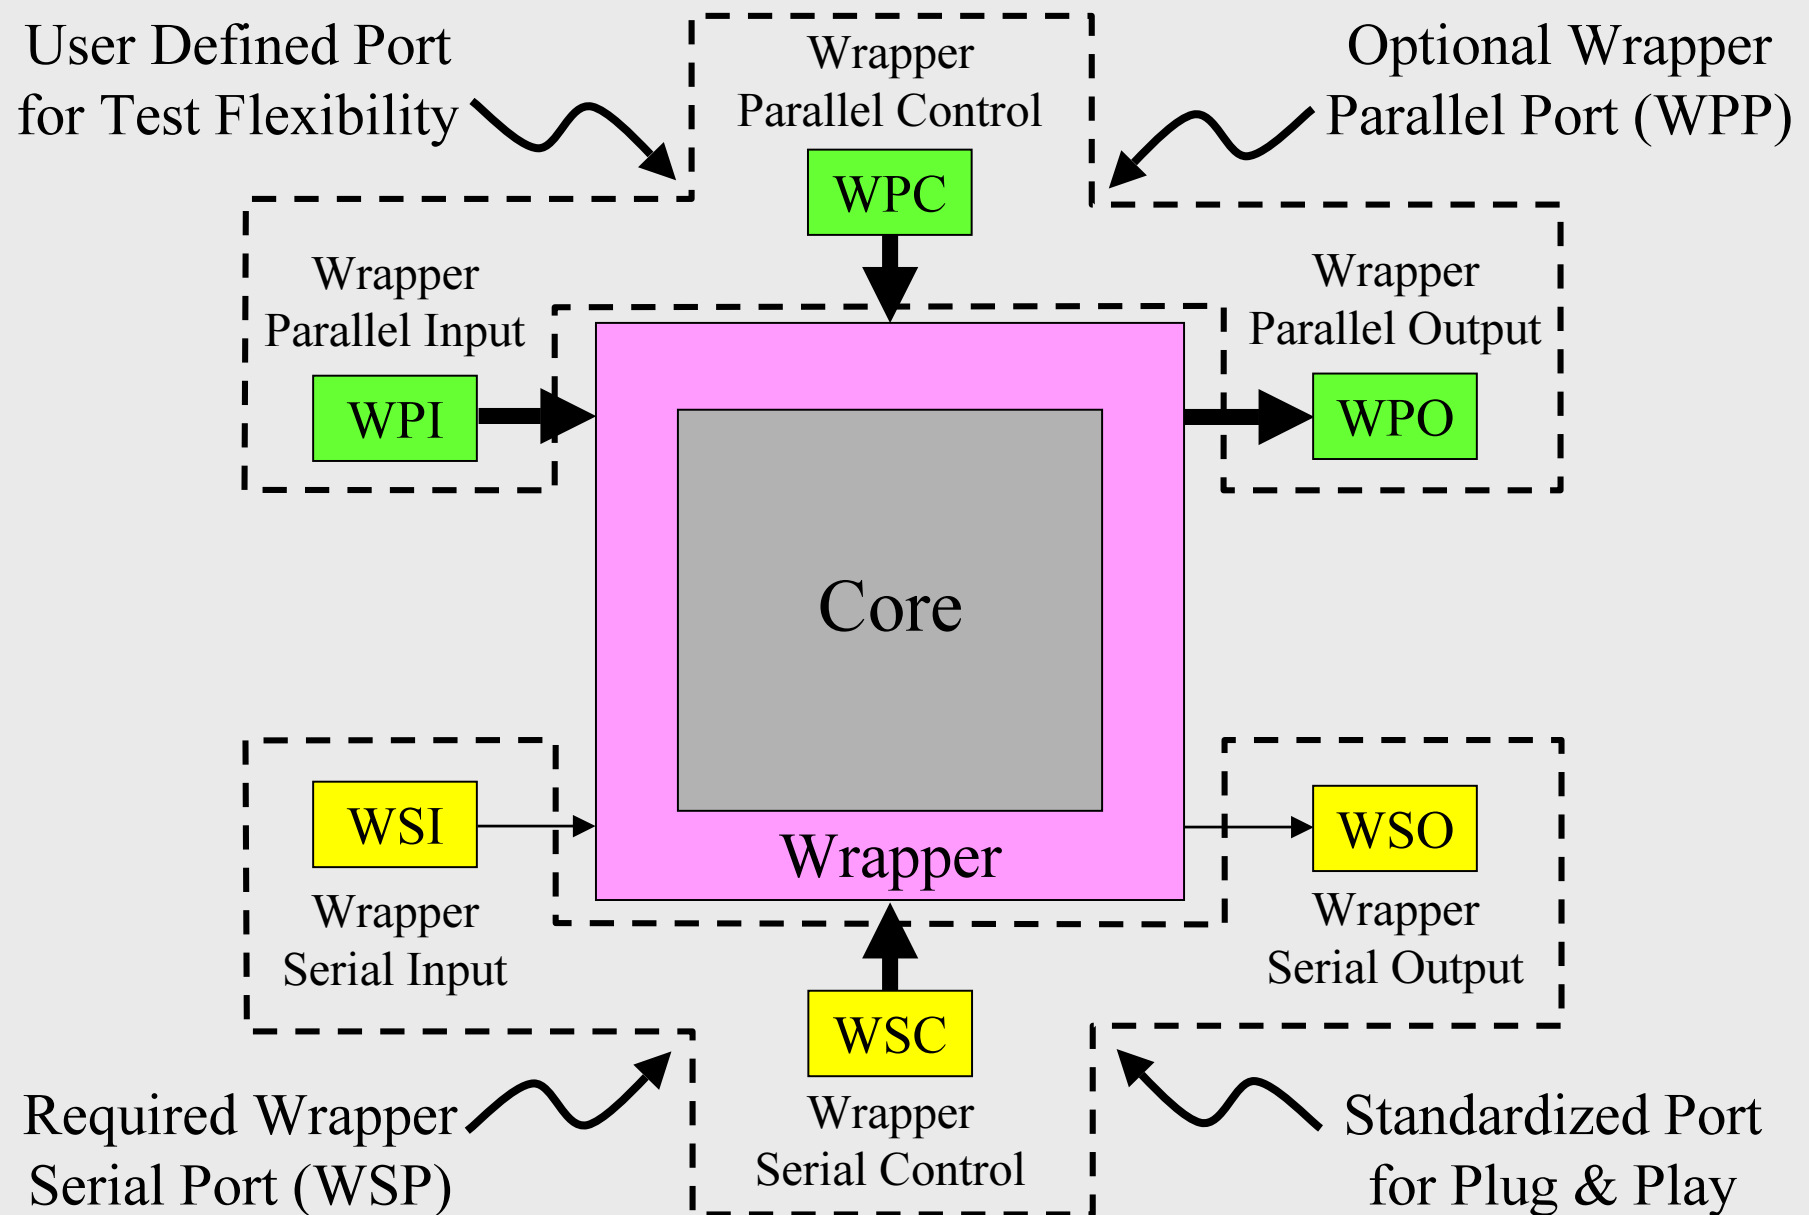 User Defined Port
for Test Flexibility
Wrapper
Parallel Control
Optional Wrapper
Parallel Port (WPP)
WPC
Wrapper
Parallel Input
Wrapper
Parallel Output
WPI
WPO
Core
WSI
Wrapper
WSO
Wrapper
Serial Input
Wrapper
Serial Output
WSC
Required Wrapper
Serial Port (WSP)
Wrapper
Serial Control
Standardized Port
for Plug & Play